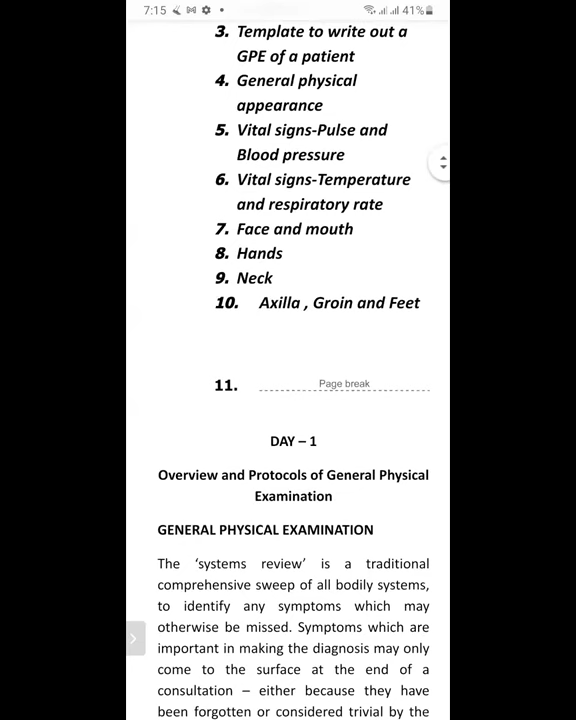 7:15 41%
3. Template to write out a
GPE of a patient
4. General physical
appearance
5. Vital signs-Pulse and
Blood pressure
6. Vital signs-Temperature
and respiratory rate
7. Face and mouth
8. Hands
9. Neck
10. Axilla , Groin and Feet
11. Page break
DAY – 1
Overview and Protocols of General Physical
Examination
GENERAL PHYSICAL EXAMINATION
The ‘systems review’ is a traditional
comprehensive sweep of all bodily systems,
to identify any symptoms which may
otherwise be missed. Symptoms which are
important in making the diagnosis may only
come to the surface at the end of a
consultation – either because they have
been forgotten or considered trivial by the